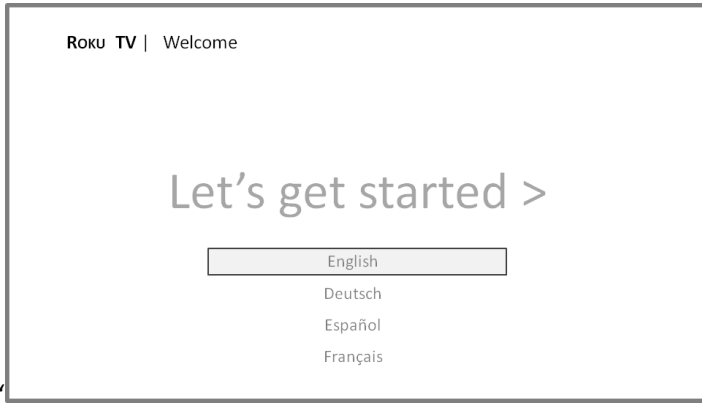 Roku TV | Welcome
Let's get started >
English
Deutsch
Español
Français